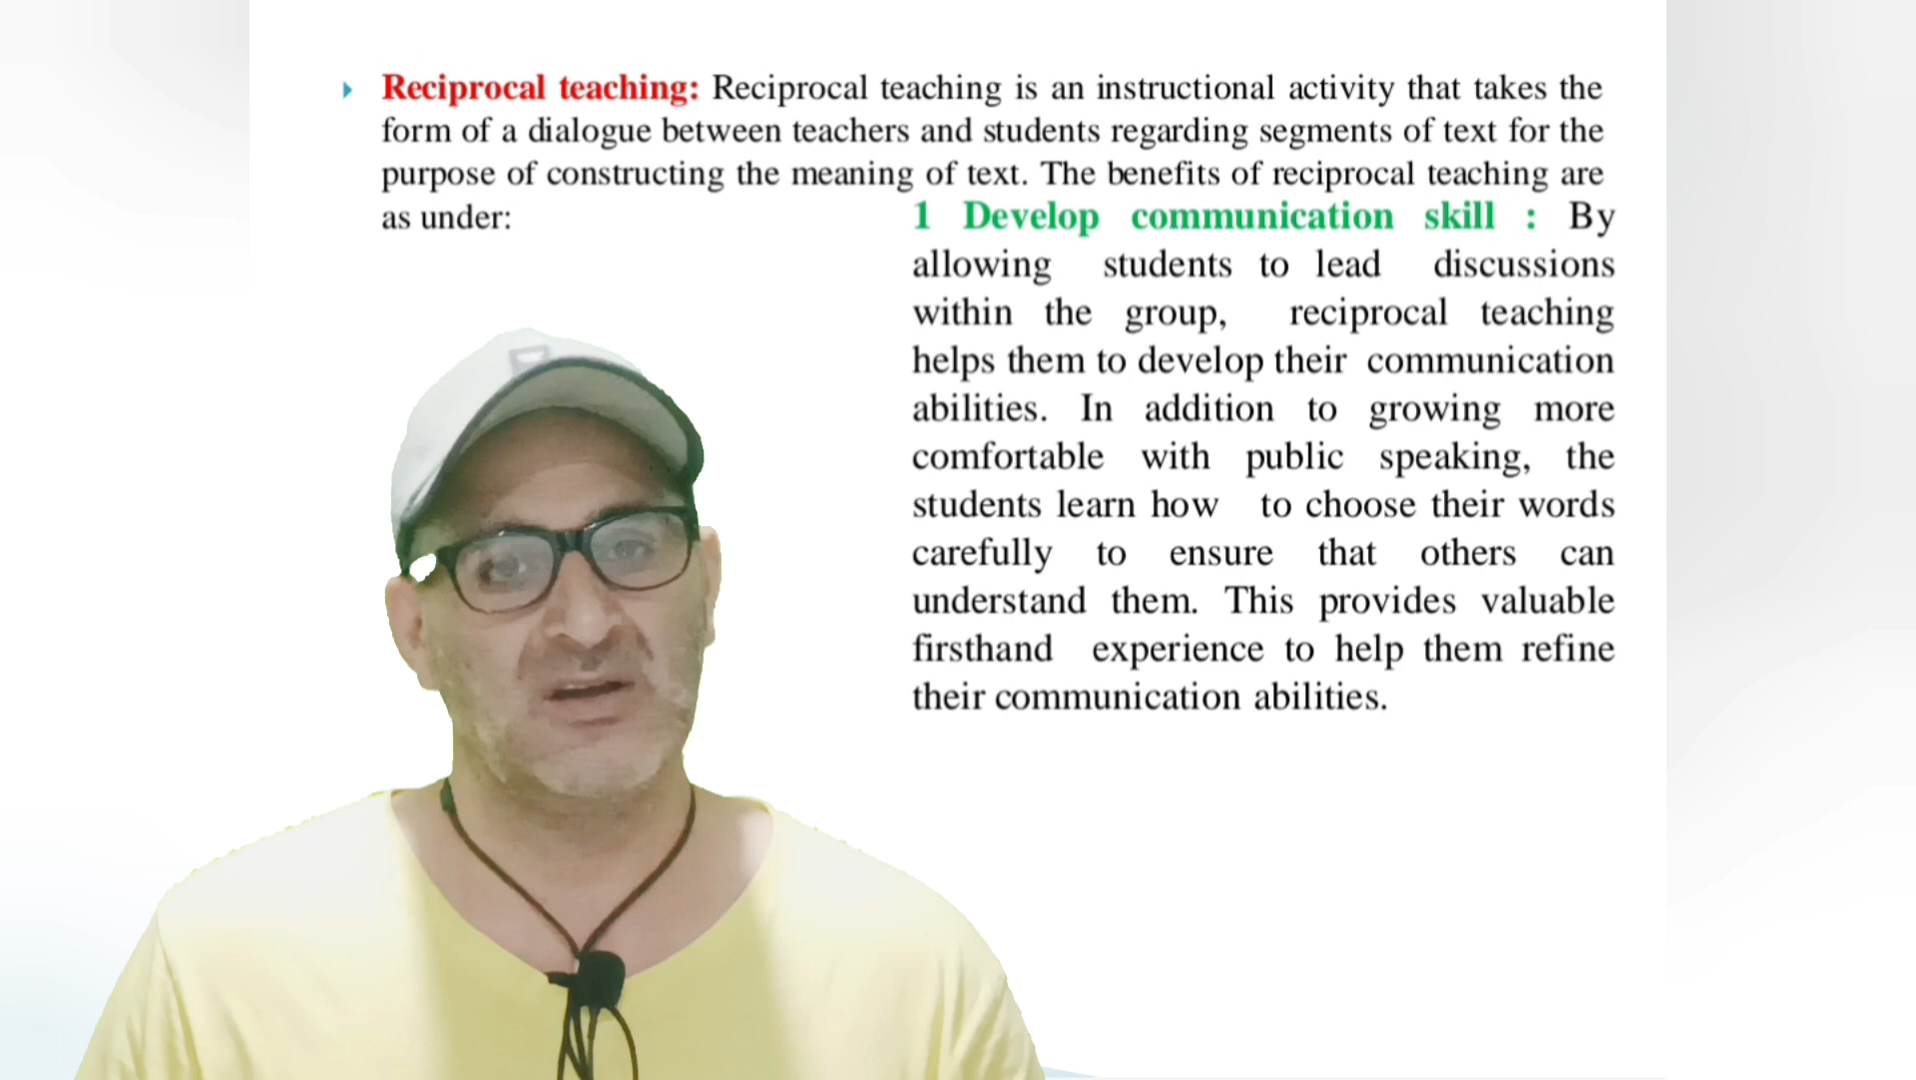 Reciprocal teaching: Reciprocal teaching is an instructional activity that takes the
form of a dialogue between teachers and students regarding segments of text for the
purpose of constructing the meaning of text. The benefits of reciprocal teaching are
as under:
1 Develop communication skill : By
allowing students to lead discussions
within the group, reciprocal teaching
helps them to develop their communication
abilities. In addition to growing more
comfortable with public speaking, the
students learn how to choose their words
carefully to ensure that others can
understand them. This provides valuable
firsthand experience to help them refine
their communication abilities.